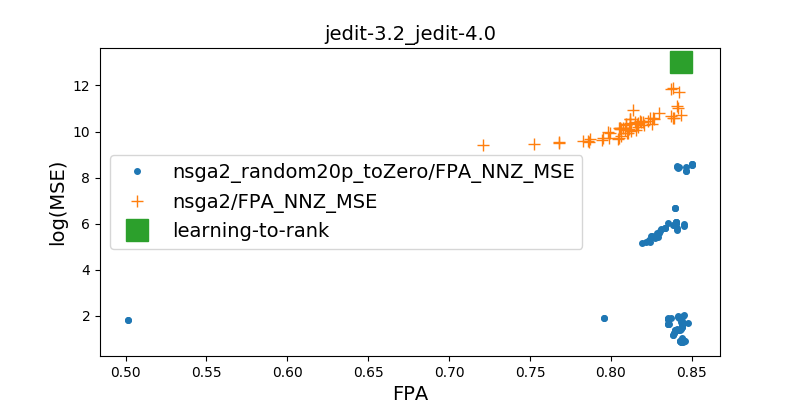 jedit-3.2_jedit-4.0
log(MSE)
12
10
8
6
4
2
nsga2_random20p_toZero/FPA_NNZ_MSE
nsga2/FPA_NNZ_MSE
learning-to-rank
0.50 0.55 0.60 0.65 0.70 0.75 0.80 0.85
FPA